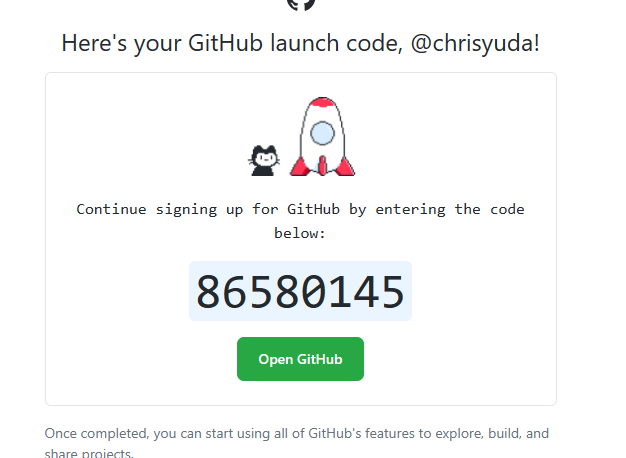 Here's your GitHub launch code, @chrisyuda!
Continue signing up for GitHub by entering the code
below:
86580145
Open GitHub
Once completed, you can start using all of GitHub's features to explore, build, and
share projects.